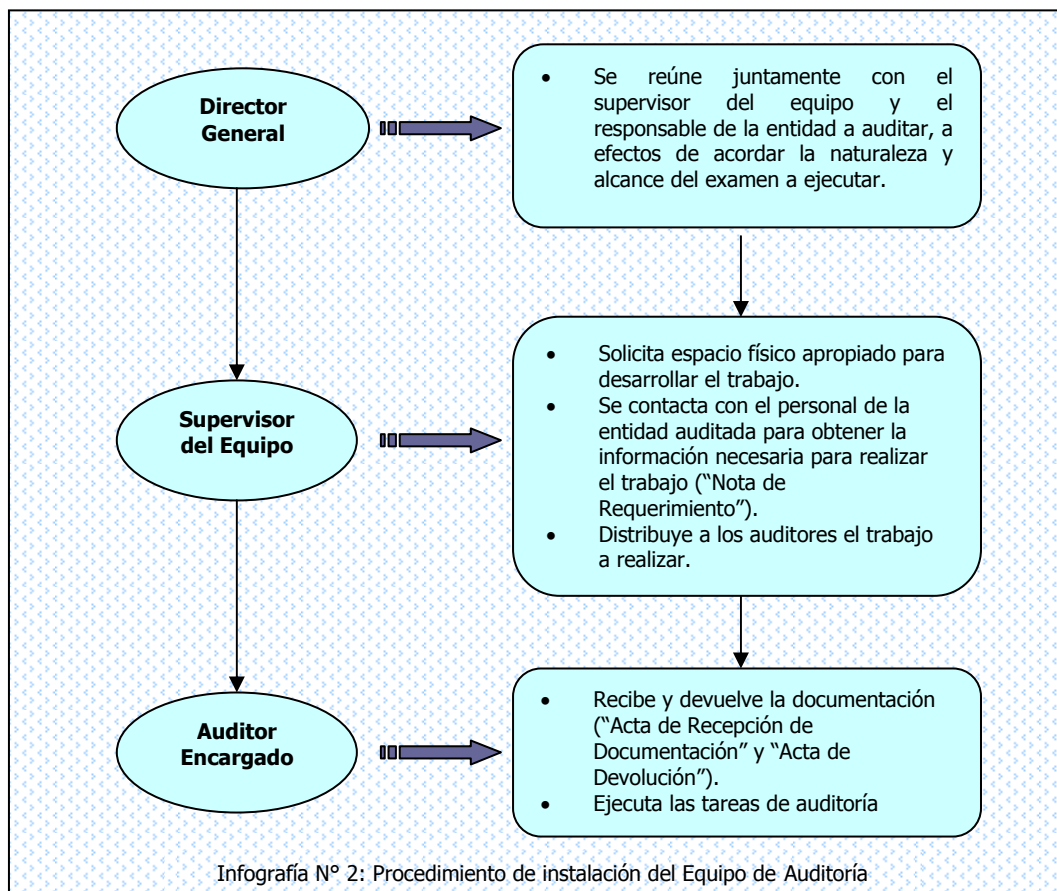 Director
General
• Se reúne juntamente con el
supervisor del equipo y el
responsable de la entidad a auditar, a
efectos de acordar la naturaleza y
alcance del examen a ejecutar.
Supervisor
del Equipo
• Solicita espacio físico apropiado para
desarrollar el trabajo.
• Se contacta con el personal de la
entidad auditada para obtener la
información necesaria para realizar
el trabajo (“Nota de
Requerimiento”).
• Distribuye a los auditores el trabajo
a realizar.
Auditor
Encargado
• Recibe y devuelve la documentación
(“Acta de Recepción de
Documentación” y “Acta de
Devolución”).
• Ejecuta las tareas de auditoría
Infografía N° 2: Procedimiento de instalación del Equipo de Auditoría